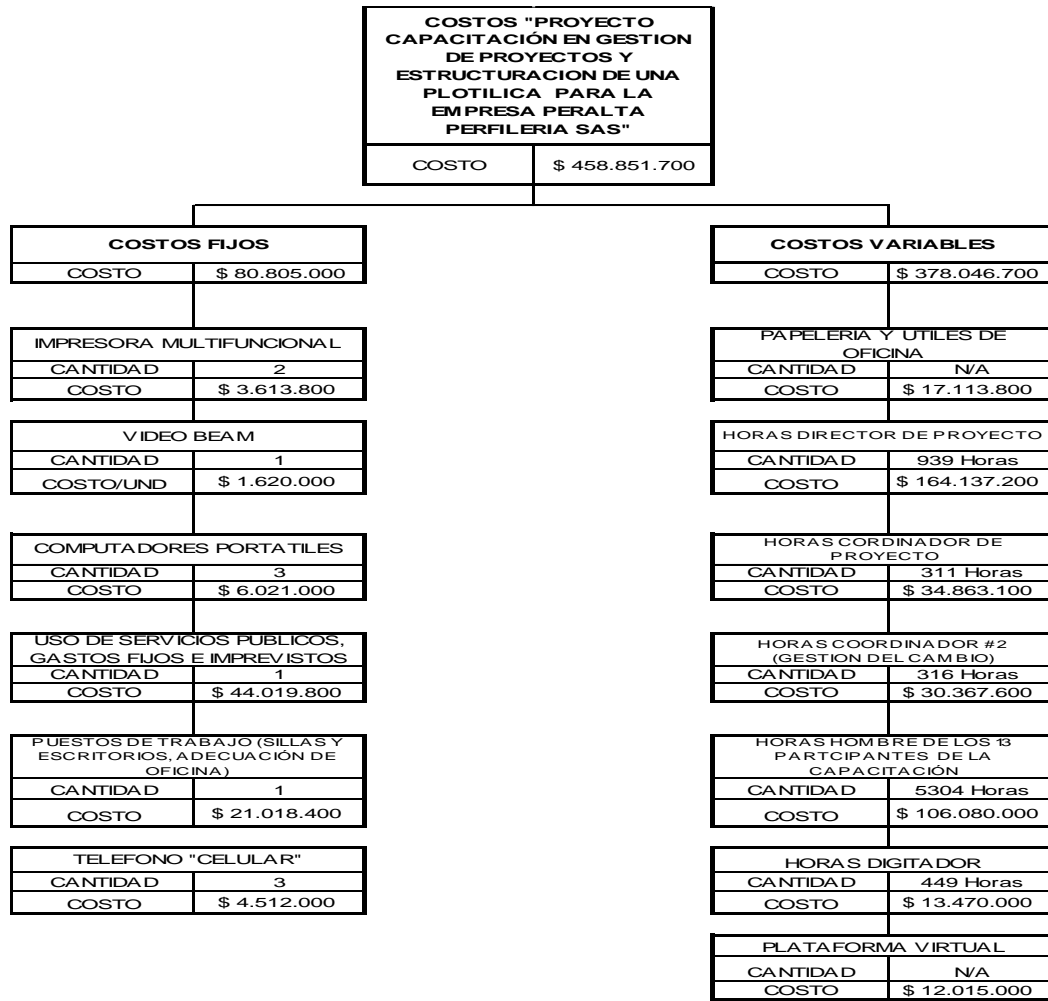 COSTOS "PROYECTO
CAPACITACIÓN EN GESTION
DE PROYECTOS Y
ESTRUCTURACION DE UNA
PLOTILICA PARA LA
EMPRESA PERALTA
PERFILERIA SAS"
COSTO $ 458.851.700
COSTOS FIJOS
COSTO $ 80.805.000
IMPRESORA MULTIFUNCIONAL
CANTIDAD 2
COSTO $ 3.613.800
VIDEO BEAM
CANTIDAD 1
COSTO/UND $ 1.620.000
COMPUTADORES PORTATILES
CANTIDAD 3
COSTO $ 6.021.000
USO DE SERVICIOS PUBLICOS,
GASTOS FIJOS E IMPREVISTOS
CANTIDAD 1
COSTO $ 44.019.800
PUESTOS DE TRABAJO (SILLAS Y
ESCRITORIOS, ADECUACIÓN DE
OFICINA)
CANTIDAD 1
COSTO $ 21.018.400
TELEFONO "CELULAR"
CANTIDAD 3
COSTO $ 4.512.000
COSTOS VARIABLES
COSTO $ 378.046.700
PAPELERIA Y UTILES DE
OFICINA
CANTIDAD N/A
COSTO $ 17.113.800
HORAS DIRECTOR DE PROYECTO
CANTIDAD 939 Horas
COSTO $ 164.137.200
HORAS CORDINADOR DE
PROYECTO
CANTIDAD 311 Horas
COSTO $ 34.863.100
HORAS COORDINADOR #2
(GESTION DEL CAMBIO)
CANTIDAD 316 Horas
COSTO $ 30.367.600
HORAS HOMBRE DE LOS 13
PARTCIPANTES DE LA
CAPACITACIÓN
CANTIDAD 5304 Horas
COSTO $ 106.080.000
HORAS DIGITADOR
CANTIDAD 449 Horas
COSTO $ 13.470.000
PLATAFORMA VIRTUAL
CANTIDAD N/A
COSTO $ 12.015.000